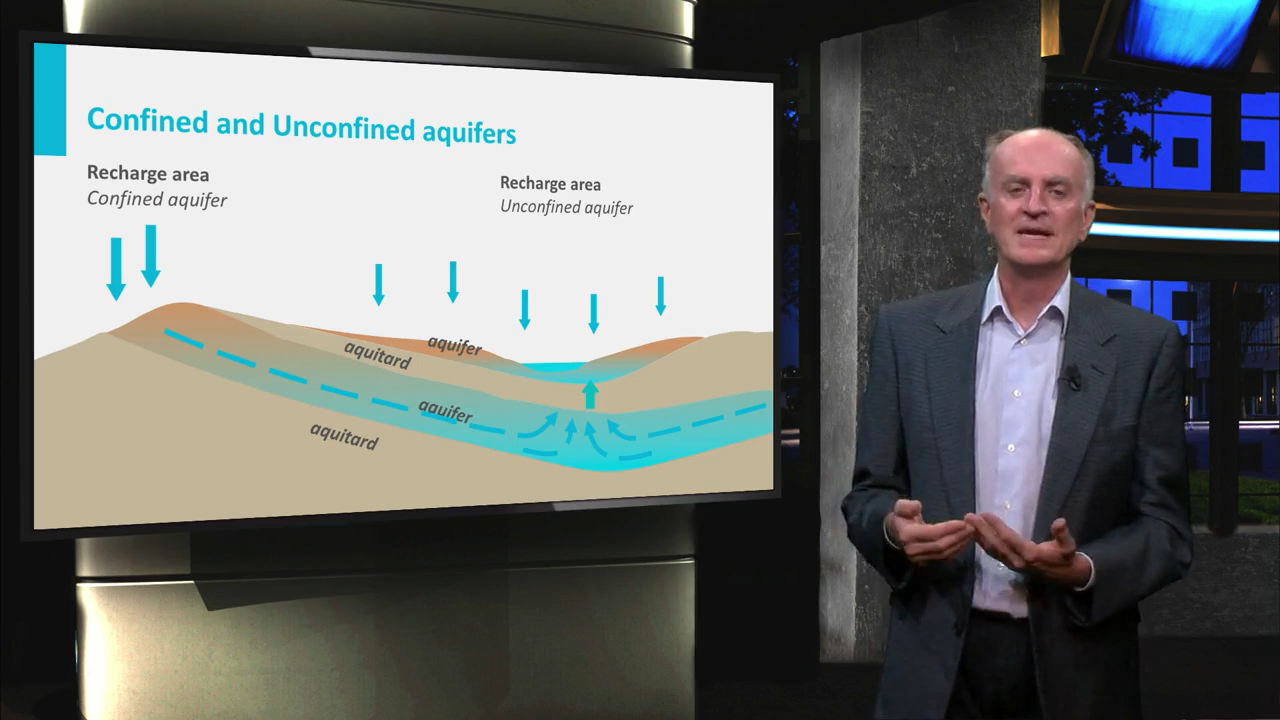 Confined and Unconfined aquifers
Recharge area
Confined aquifer
Recharge area
Unconfined aquifer
aquifer
aquitard
aquifer
aquitard